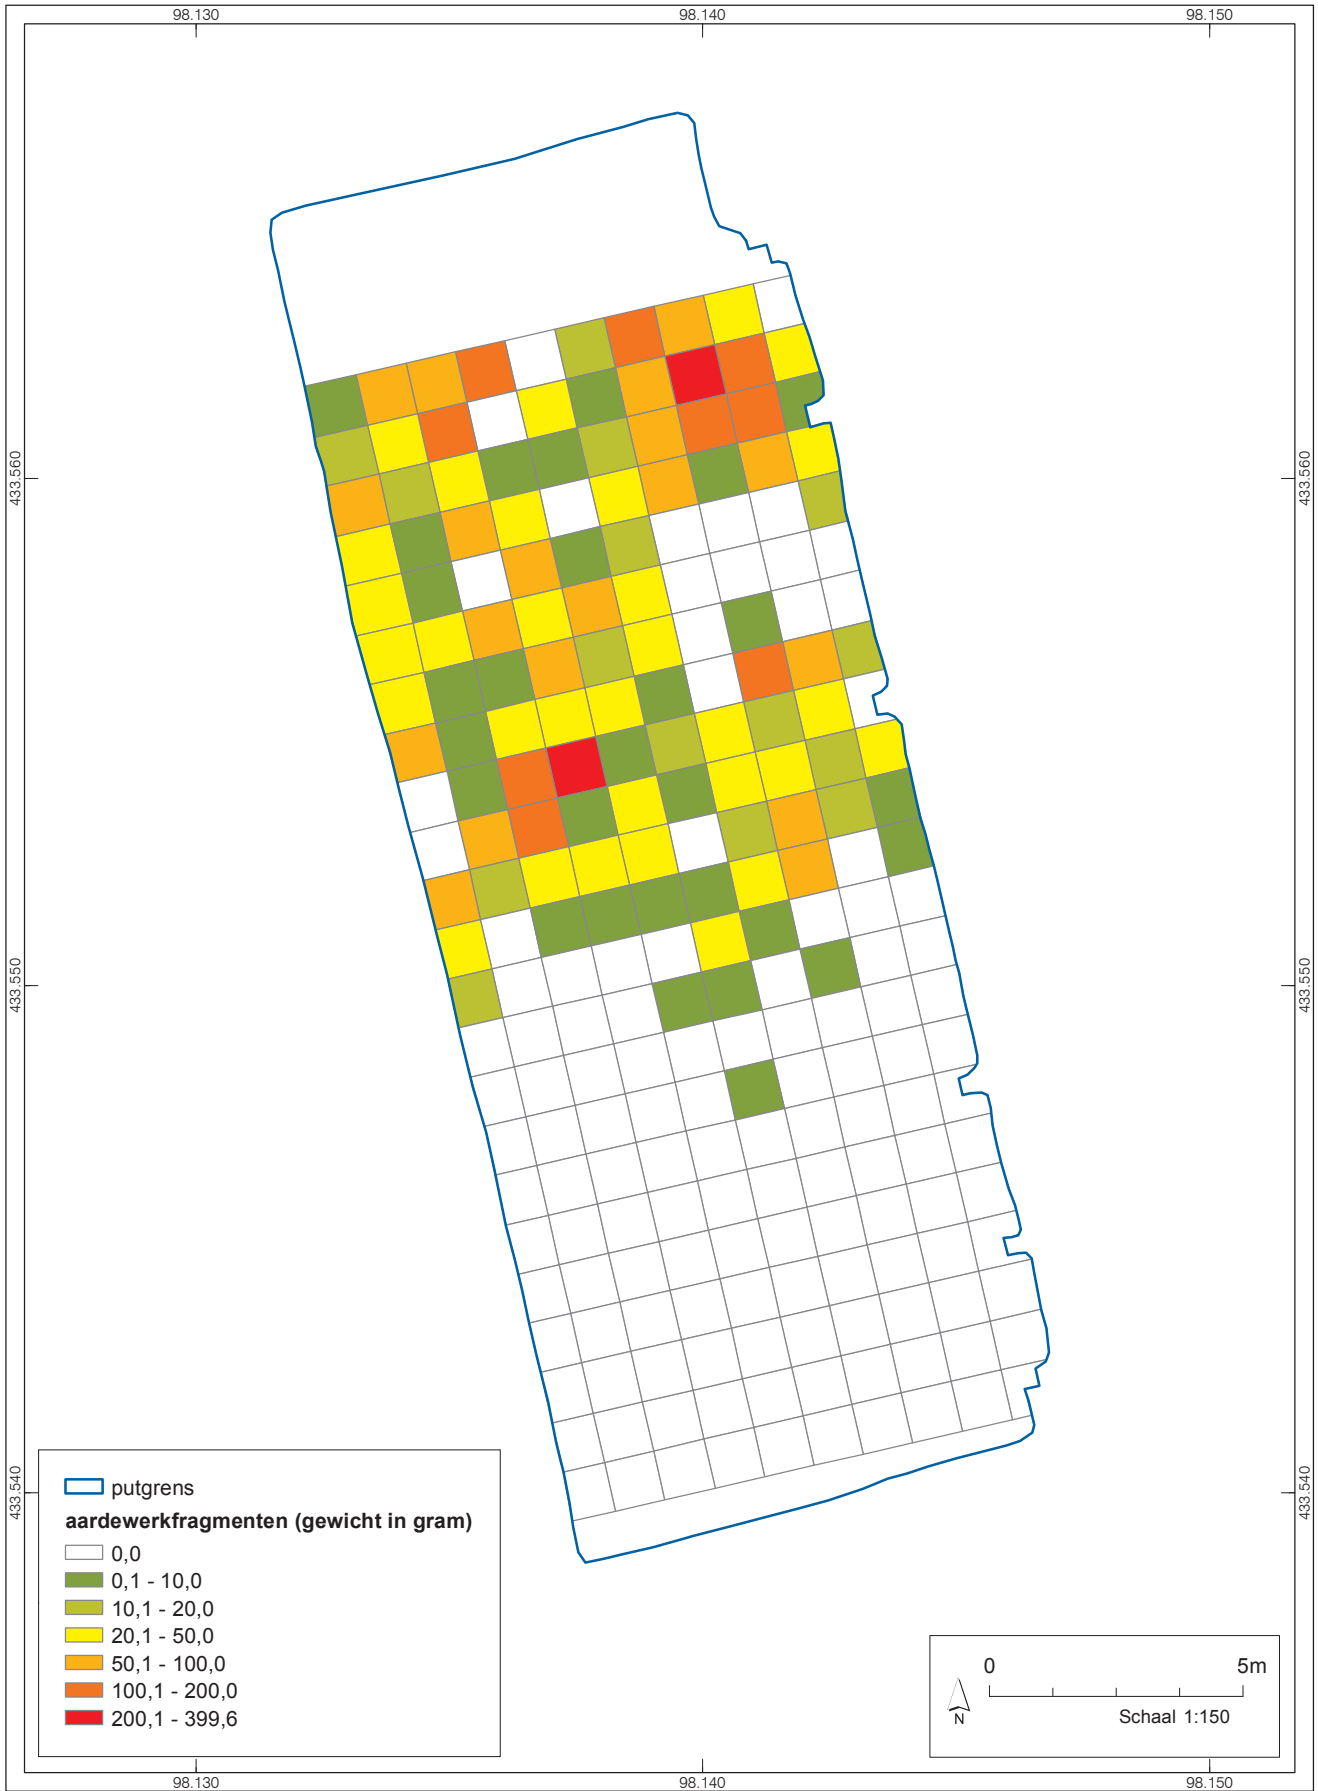 98.130 98.140 98.150
433.560 433.560
433.550 433.550
433.540 433.540
putgrens
aardewerkfragmenten (gewicht in gram)
0,0
0,1 - 10,0
10,1 - 20,0
20,1 - 50,0
50,1 - 100,0
100,1 - 200,0
200,1 - 399,6
0 5m
N
Schaal 1:150
98.130 98.140 98.150